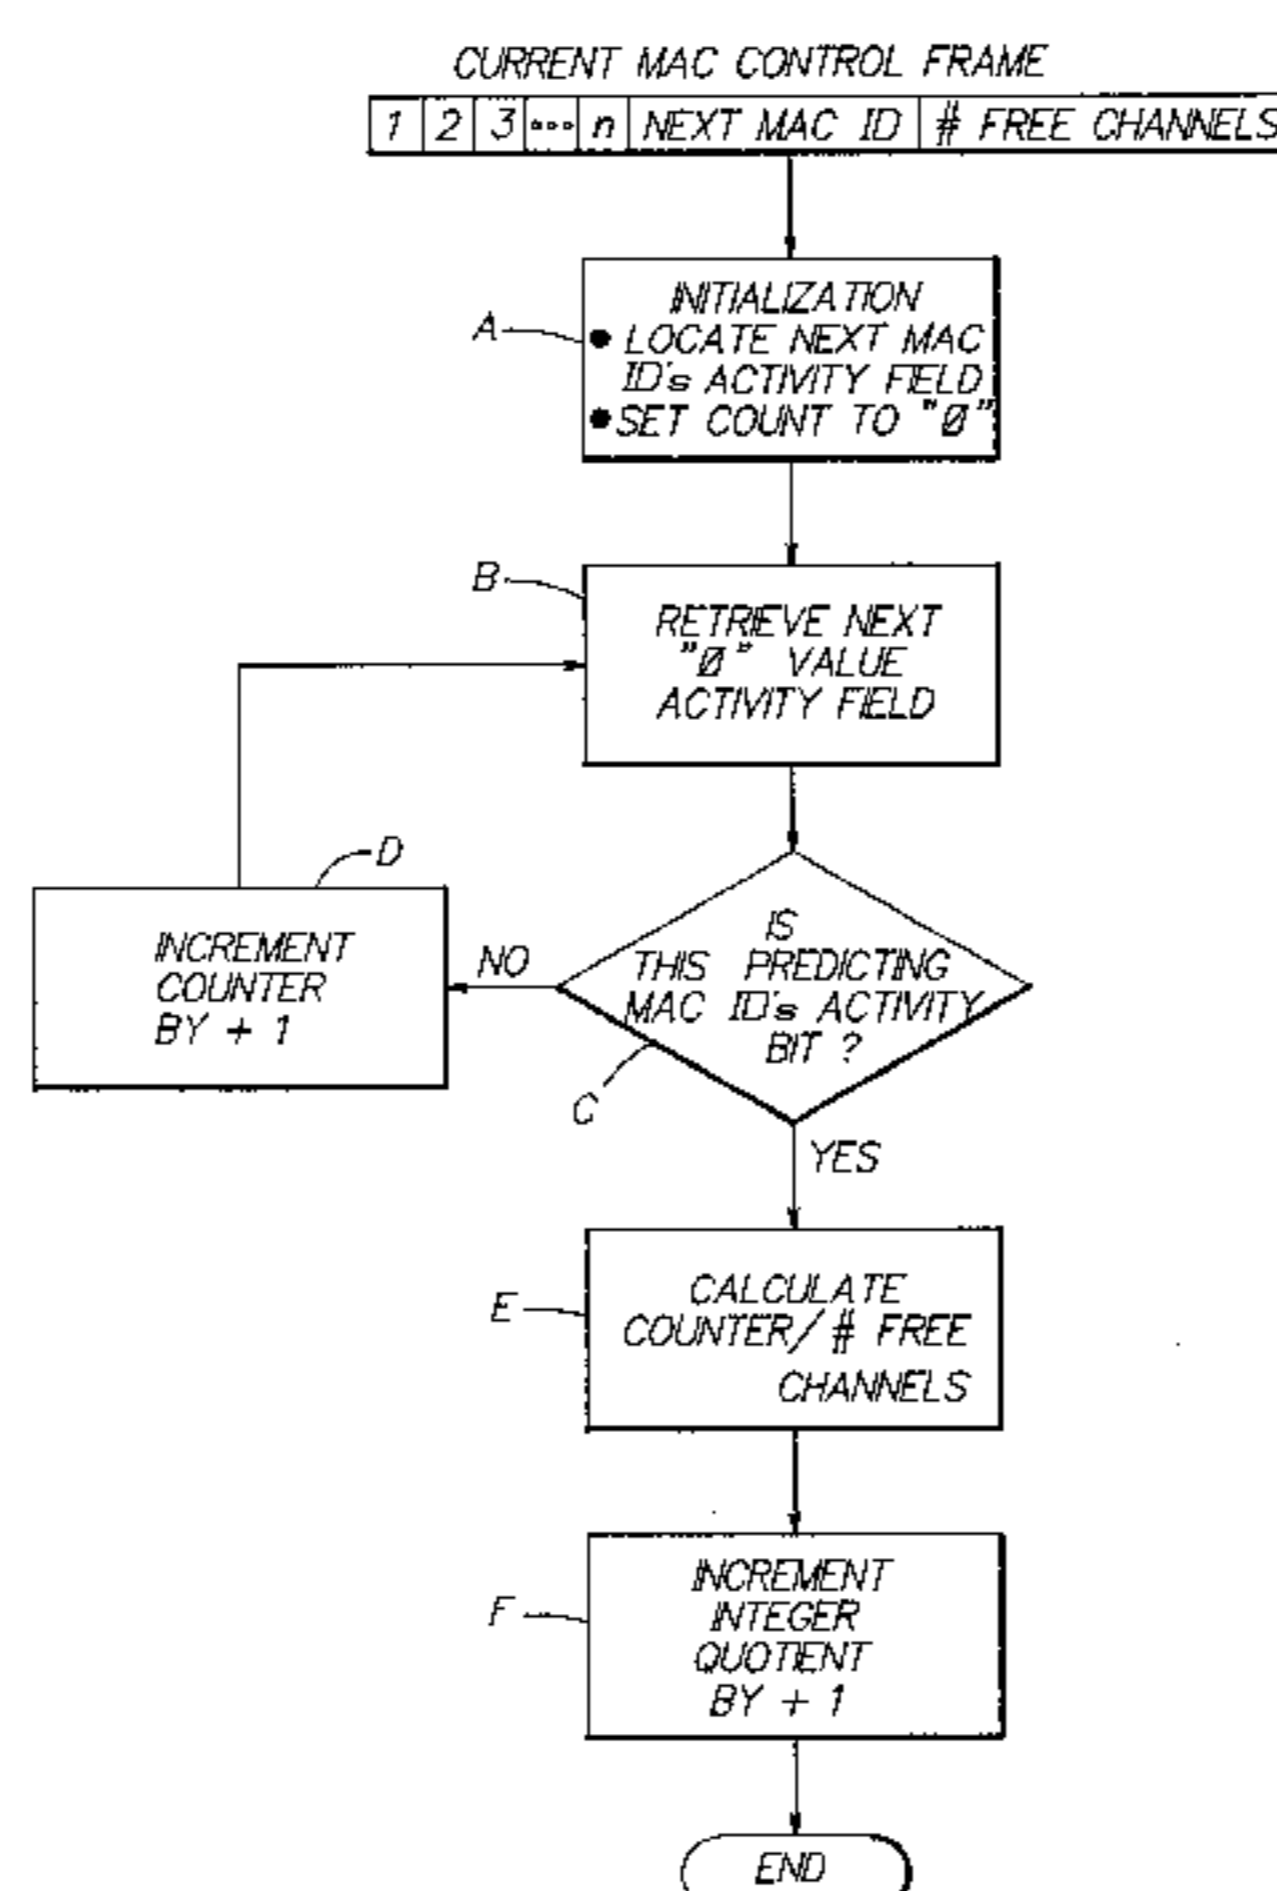 CURRENT MAC CONTROL FRAME
1 2 3 ••• n NEXT MAC ID # FREE CHANNELS
INITIALIZATION
A
● LOCATE NEXT MAC
ID's ACTIVITY FIELD
● SET COUNT TO "Ø"
B
RETRIEVE NEXT
"Ø" VALUE
ACTIVITY FIELD
D
INCREMENT
COUNTER
BY + 1
NO
IS
THIS PREDICTING
MAC ID's ACTIVITY
BIT ?
C
YES
E
CALCULATE
COUNTER/# FREE
CHANNELS
F
INCREMENT
INTEGER
QUOTIENT
BY + 1
END